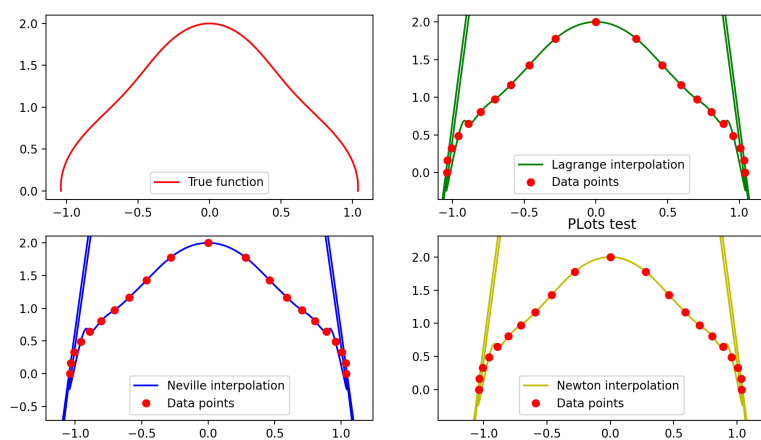 2.0
1.5
1.0
0.5
0.0
−1.0 −0.5 0.0 0.5 1.0
True function
2.0
1.5
1.0
0.5
0.0
−1.0 −0.5 0.0 0.5 1.0
Lagrange interpolation
Data points
2.0
1.5
1.0
0.5
0.0
−0.5
−1.0 −0.5 0.0 0.5 1.0
Neville interpolation
Data points
PLots test
2.0
1.5
1.0
0.5
0.0
−1.0 −0.5 0.0 0.5 1.0
Newton interpolation
Data points